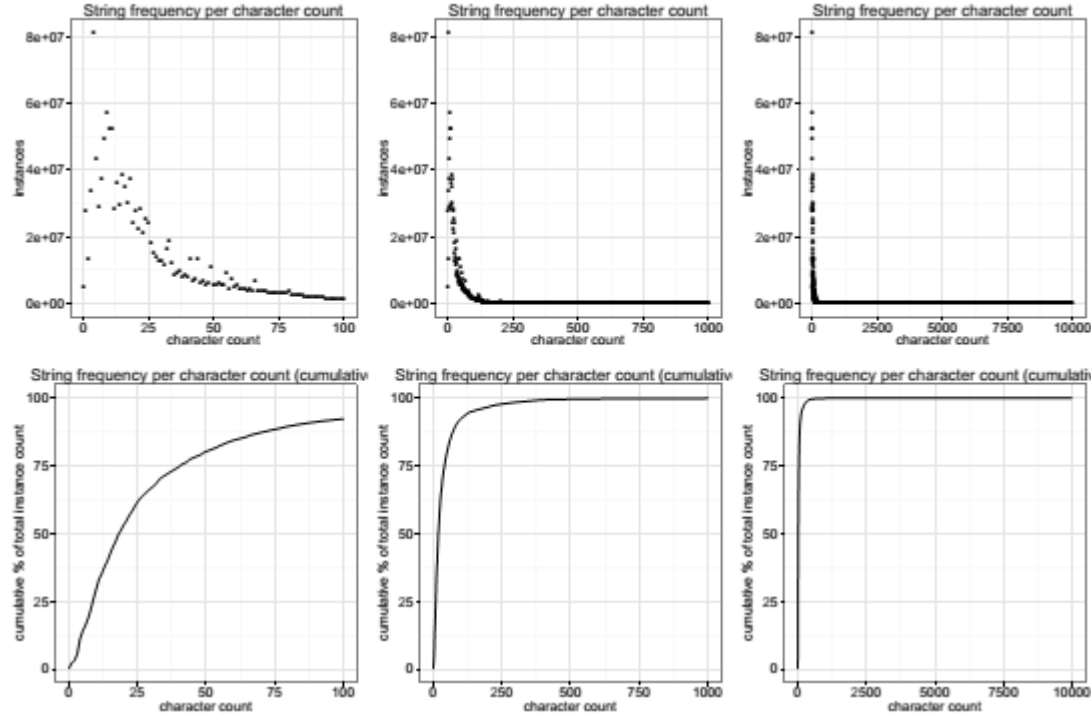 String frequency per character count
8e+07
6e+07
4e+07
2e+07
0e+00
instances
0 25 50 75 100
character count
String frequency per character count
8e+07
6e+07
4e+07
2e+07
0e+00
instances
0 250 500 750 1000
character count
String frequency per character count
8e+07
6e+07
4e+07
2e+07
0e+00
instances
0 2500 5000 7500 10000
character count
String frequency per character count (cumulativ
100
75
50
25
0
cumulative % of total instance count
0 25 50 75 100
character count
String frequency per character count (cumulativ
100
75
50
25
0
cumulative % of total instance count
0 250 500 750 1000
character count
String frequency per character count (cumulati
100
75
50
25
0
cumulative % of total instance count
0 2500 5000 7500 10000
character count